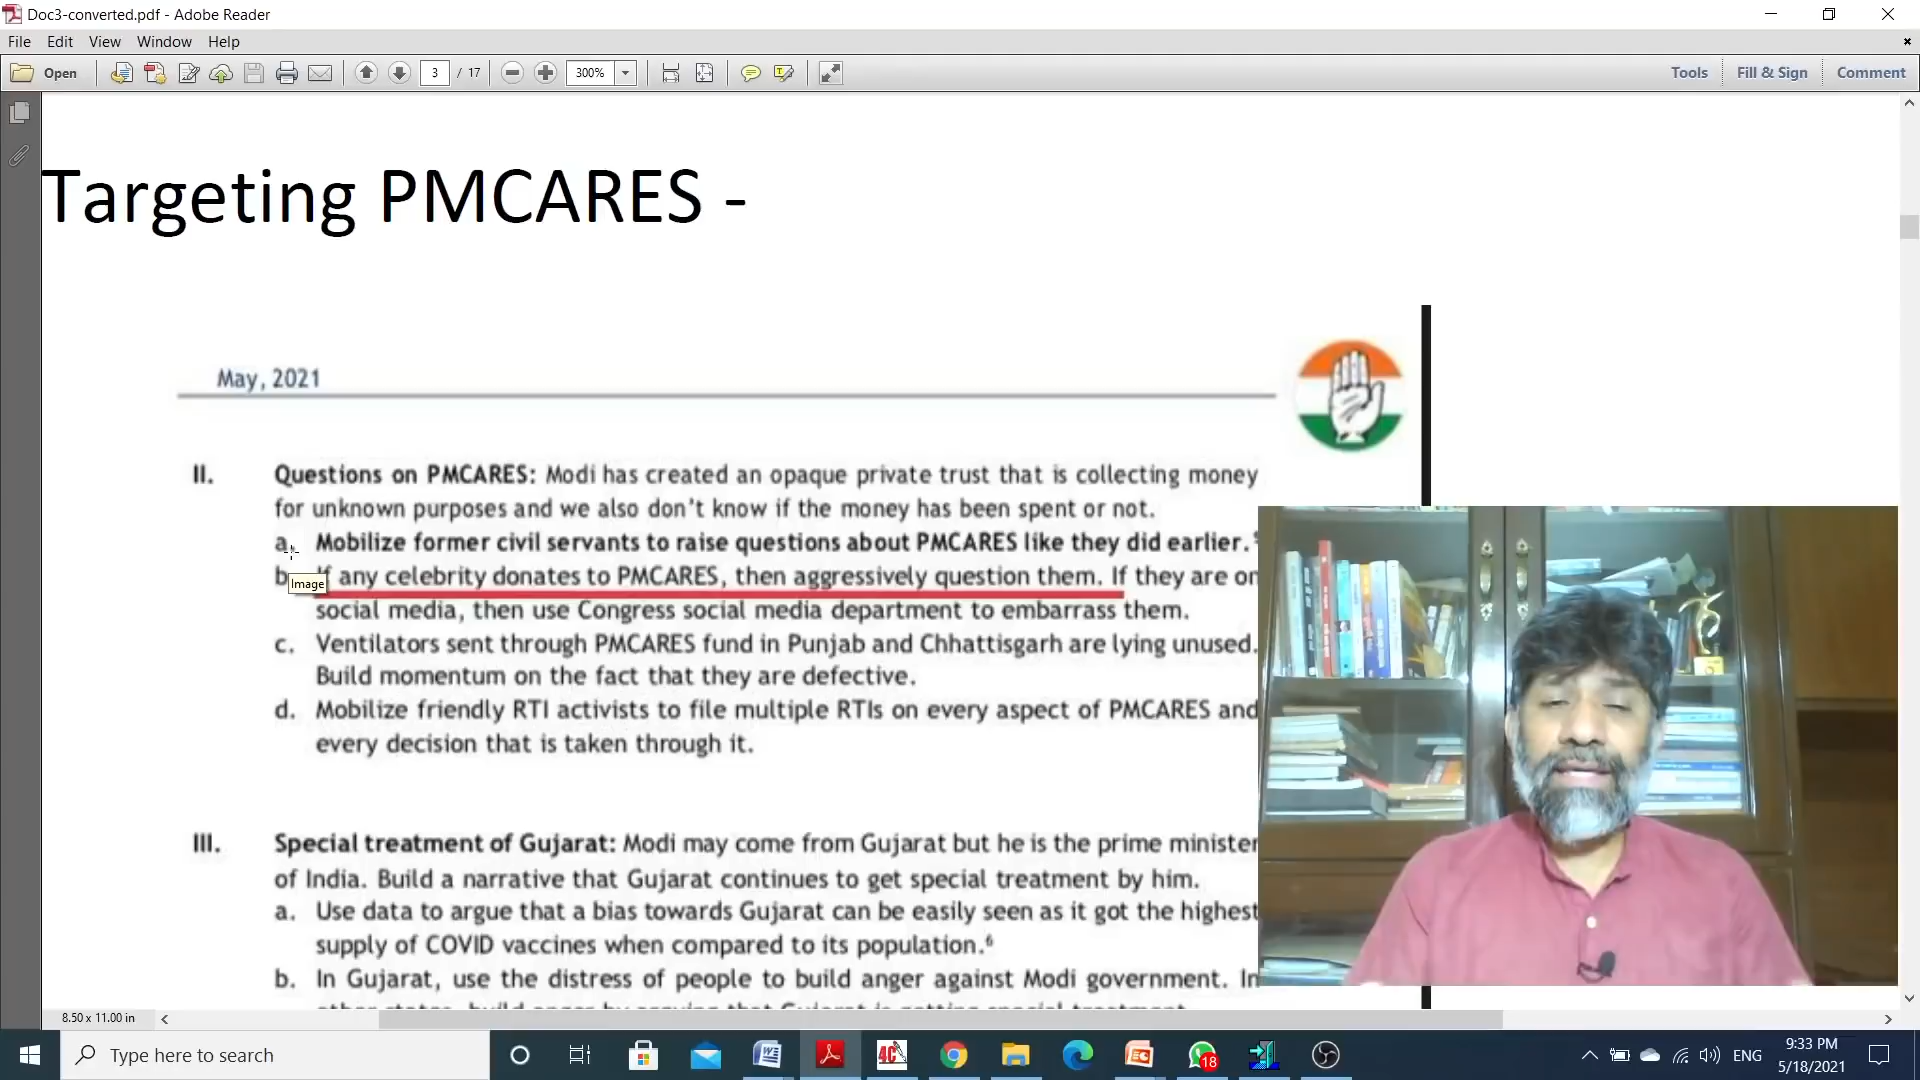 Doc3-converted.pdf - Adobe Reader
File Edit View Window Help
Open 3 / 17 300% Tools Fill & Sign Comment
Targeting PMCARES -
May, 2021
II. Questions on PMCARES: Modi has created an opaque private trust that is collecting money
for unknown purposes and we also don't know if the money has been spent or not.
a. Mobilize former civil servants to raise questions about PMCARES like they did earlier.
b If any celebrity donates to PMCARES, then aggressively question them. If they are on
Image
social media, then use Congress social media department to embarrass them.
c. Ventilators sent through PMCARES fund in Punjab and Chhattisgarh are lying unused.
Build momentum on the fact that they are defective.
d. Mobilize friendly RTI activists to file multiple RTIs on every aspect of PMCARES and
every decision that is taken through it.
III. Special treatment of Gujarat: Modi may come from Gujarat but he is the prime minister
of India. Build a narrative that Gujarat continues to get special treatment by him.
a. Use data to argue that a bias towards Gujarat can be easily seen as it got the highest
supply of COVID vaccines when compared to its population.⁶
b. In Gujarat, use the distress of people to build anger against Modi government. In
8.50 x 11.00 in
Type here to search
18
ENG
9:33 PM
5/18/2021